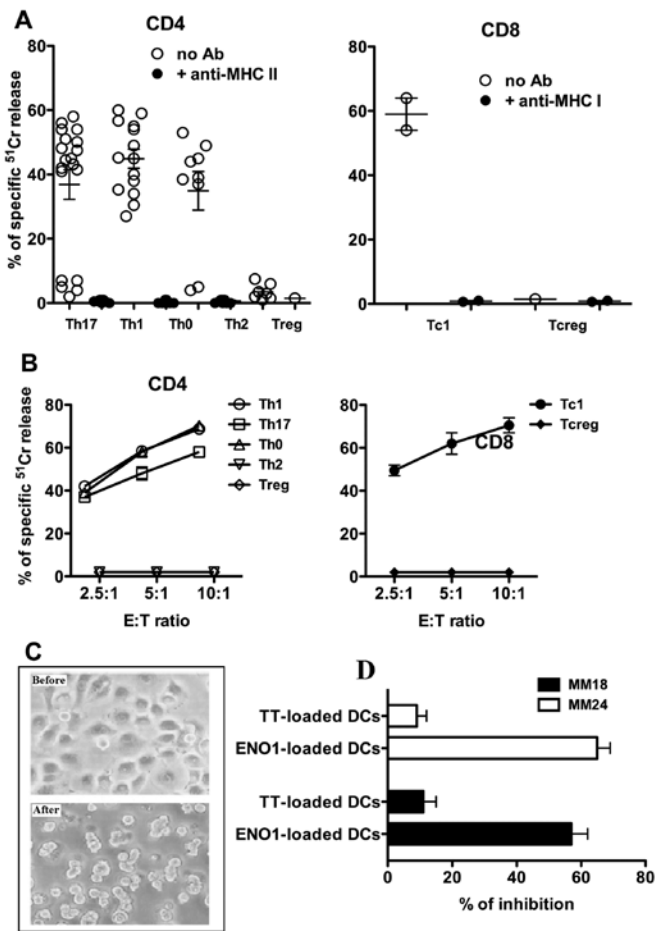 A
CD4
no Ab
+ anti-MHC II
% of specific ⁵¹Cr release
80
60
40
20
0
Th17 Th1 Th0 Th2 Treg
CD8
no Ab
+ anti-MHC I
80
60
40
20
0
Tc1 Tcreg
B
CD4
Th1
Th17
Th0
Th2
Treg
% of specific ⁵¹Cr release
80
60
40
20
0
2.5:1 5:1 10:1
E:T ratio
Tc1
Tcreg
CD8
80
60
40
20
0
2.5:1 5:1 10:1
E:T ratio
C
Before
After
D
MM18
MM24
TT-loaded DCs
ENO1-loaded DCs
TT-loaded DCs
ENO1-loaded DCs
0 20 40 60 80
% of inhibition